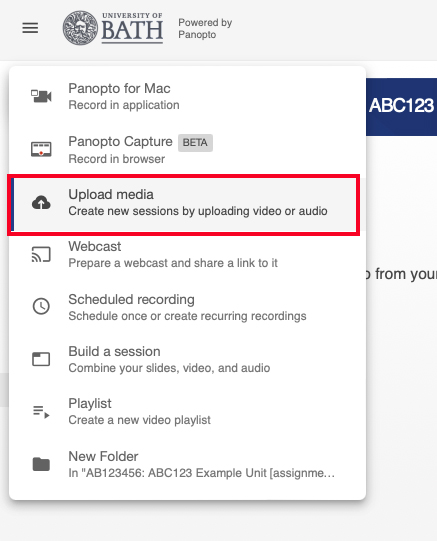 UNIVERSITY OF
BATH
Powered by
Panopto
Panopto for Mac
Record in application
ABC123
Panopto Capture BETA
Record in browser
Upload media
Create new sessions by uploading video or audio
Webcast
Prepare a webcast and share a link to it
from your
Scheduled recording
Schedule once or create recurring recordings
Build a session
Combine your slides, video, and audio
Playlist
Create a new video playlist
New Folder
In "AB123456: ABC123 Example Unit [assignme...